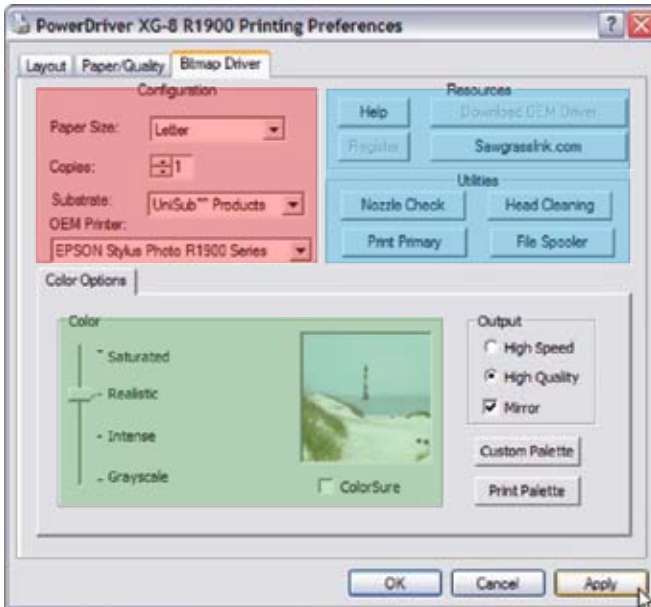 PowerDriver XG-8 R1900 Printing Preferences
Layout
Paper/Quality
Bitmap Driver
Configuration
Paper Size:
Letter
Copies:
1
Substrate:
UniSub™ Products
OEM Printer:
EPSON Stylus Photo R1900 Series
Resources
Help
Download OEM Driver
Register
SawgrassInk.com
Utilities
Nozzle Check
Head Cleaning
Print Primary
File Spooler
Color Options
Color
Saturated
Realistic
Intense
Grayscale
ColorSure
Output
High Speed
High Quality
Mirror
Custom Palette
Print Palette
OK
Cancel
Apply